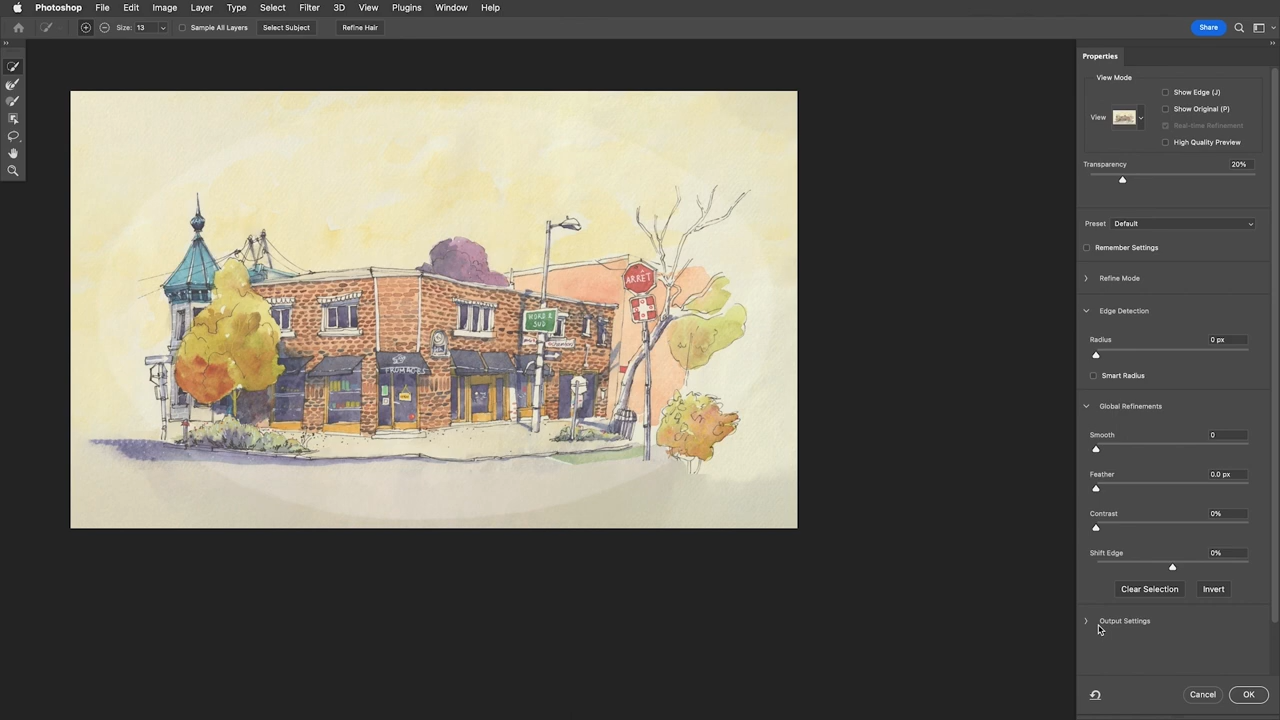 Photoshop File Edit Image Layer Type Select Filter 3D View Plugins Window Help
Size: 13 Sample All Layers Select Subject Refine Hair Share
Properties
View Mode
Show Edge (J)
Show Original (P)
View
Real-time Refinement
High Quality Preview
Transparency 20%
Preset Default
Remember Settings
Refine Mode
Edge Detection
Radius 0 px
Smart Radius
Global Refinements
Smooth 0
Feather 0.0 px
Contrast 0%
Shift Edge 0%
Clear Selection Invert
Output Settings
Cancel OK
ARRET
SUD
FROMAGES